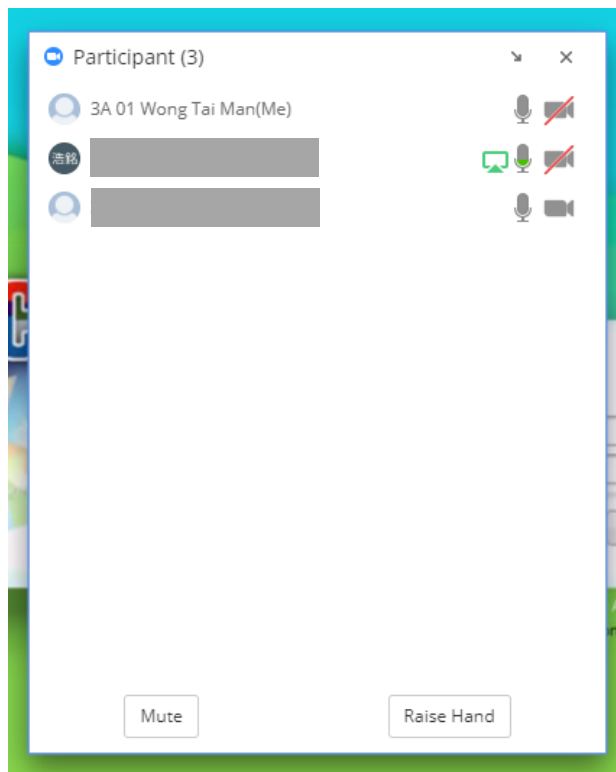 Participant (3)
3A 01 Wong Tai Man(Me)
浩銘
Mute
Raise Hand